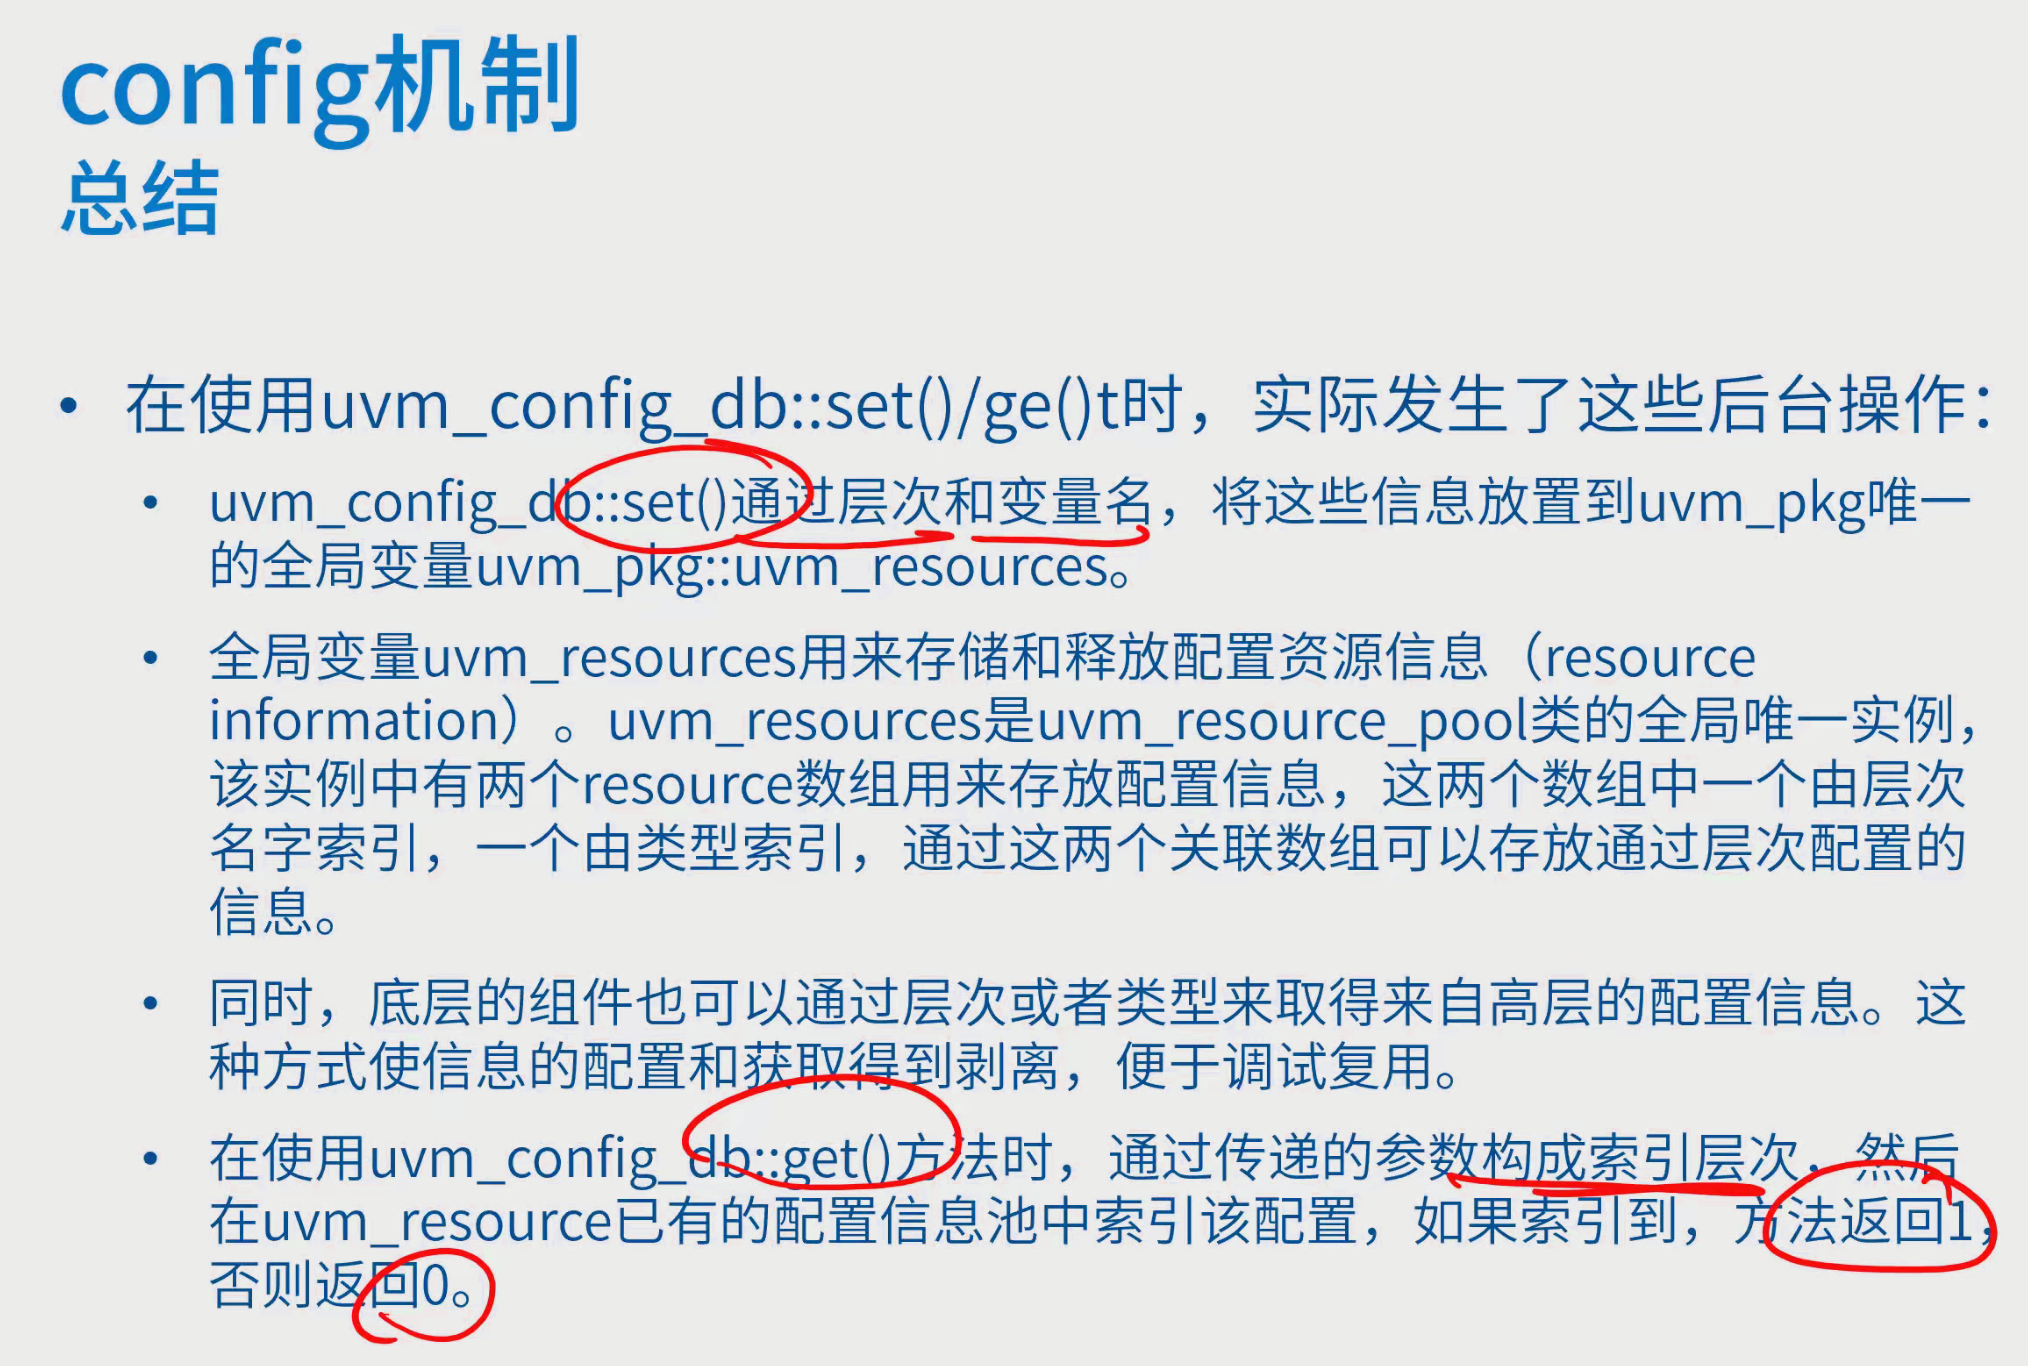 config机制
总结
• 在使用uvm_config_db::set()/ge()t时，实际发生了这些后台操作：
• uvm_config_db::set()通过层次和变量名，将这些信息放置到uvm_pkg唯一
的全局变量uvm_pkg::uvm_resources。
• 全局变量uvm_resources用来存储和释放配置资源信息（resource
information）。uvm_resources是uvm_resource_pool类的全局唯一实例，
该实例中有两个resource数组用来存放配置信息，这两个数组中一个由层次
名字索引，一个由类型索引，通过这两个关联数组可以存放通过层次配置的
信息。
• 同时，底层的组件也可以通过层次或者类型来取得来自高层的配置信息。这
种方式使信息的配置和获取得到剥离，便于调试复用。
• 在使用uvm_config_db::get()方法时，通过传递的参数构成索引层次，然后
在uvm_resource已有的配置信息池中索引该配置，如果索引到，方法返回1，
否则返回0。